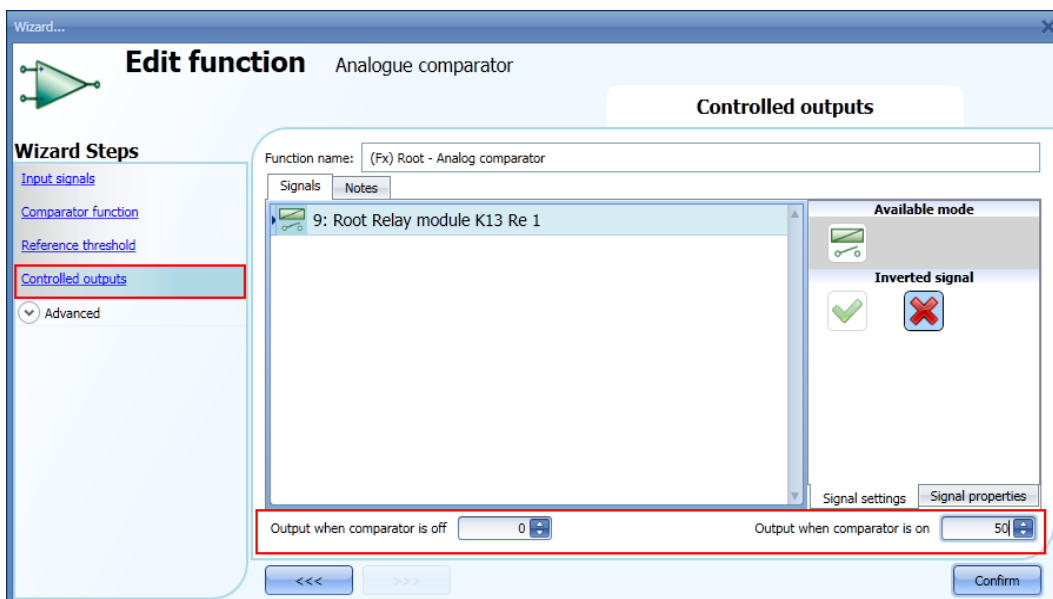 Wizard...
Edit function Analogue comparator
Controlled outputs
Wizard Steps
Input signals
Comparator function
Reference threshold
Controlled outputs
Advanced
Function name: (Fx) Root - Analog comparator
Signals Notes
9: Root Relay module K13 Re 1
Available mode
Inverted signal
Signal settings Signal properties
Output when comparator is off 0 Output when comparator is on 50
<<< >>> Confirm